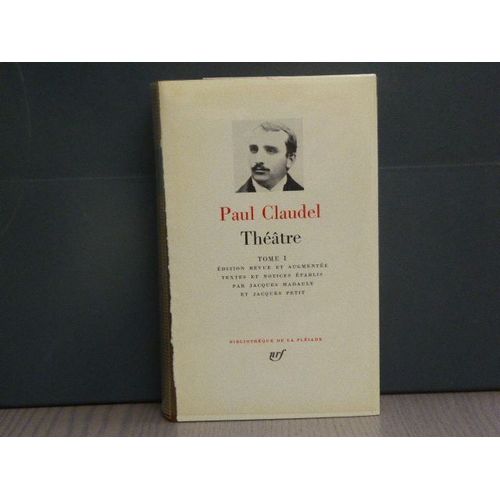 Paul Claudel
Théâtre
TOME I
ÉDITION REVUE ET AUGMENTÉE
TEXTES ET NOTICES ÉTABLIS
PAR JACQUES MADAULE
ET JACQUES PETIT
BIBLIOTHÈQUE DE LA PLÉIADE
nrf